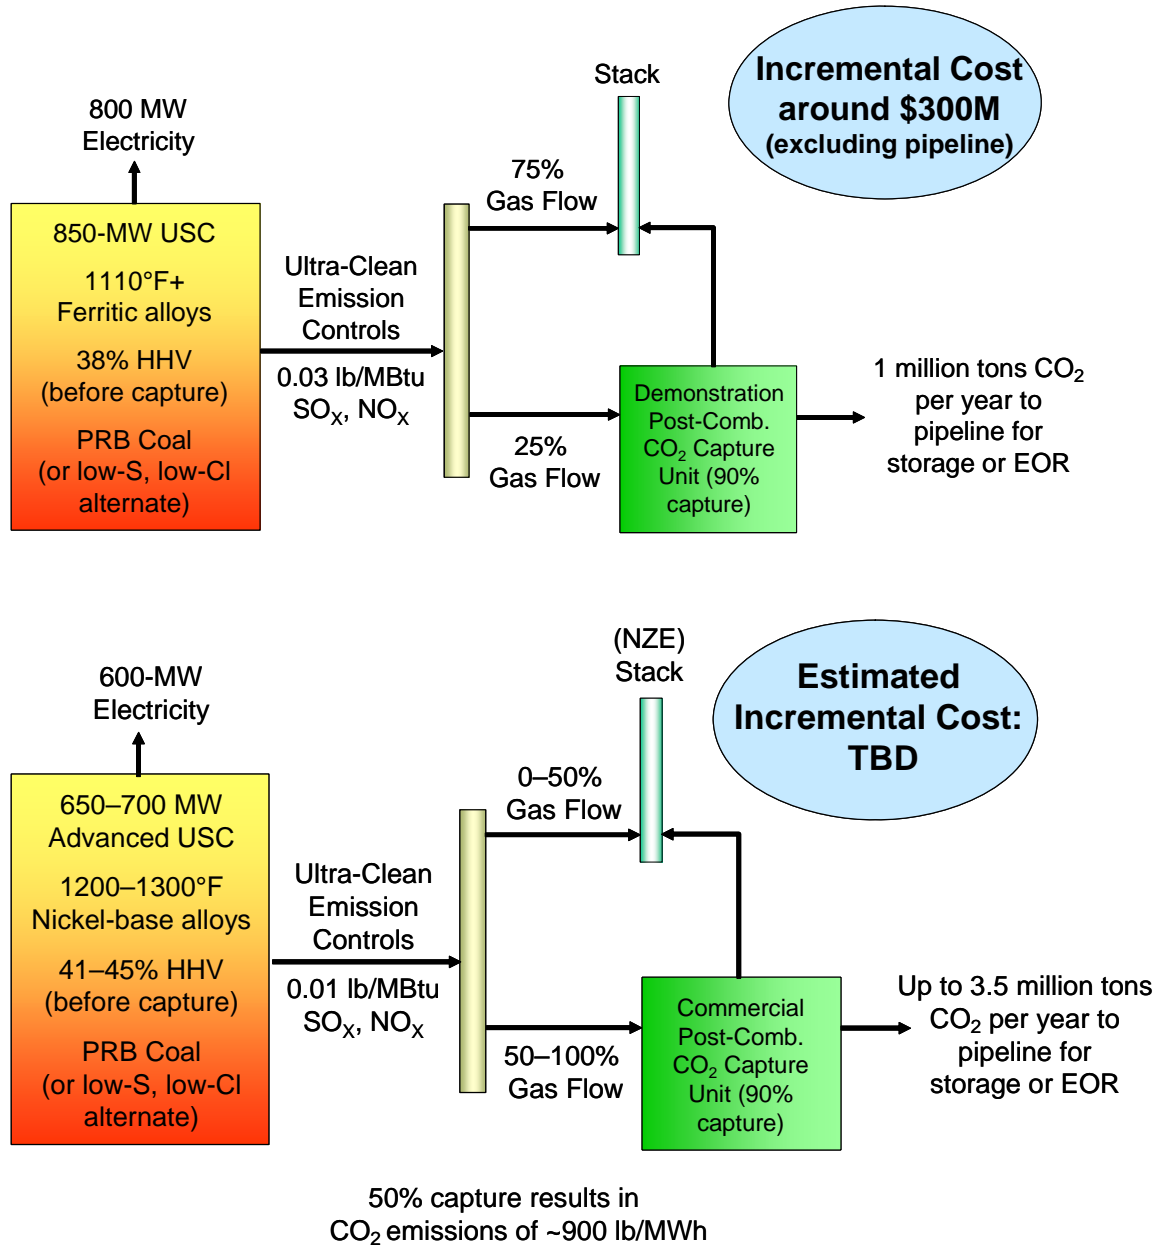 Incremental Cost
around $300M
(excluding pipeline)
Stack
800 MW
Electricity
75%
Gas Flow
850-MW USC
1110°F+
Ferritic alloys
38% HHV
(before capture)
PRB Coal
(or low-S, low-Cl
alternate)
Ultra-Clean
Emission
Controls
0.03 lb/MBtu
SOX, NOX
25%
Gas Flow
Demonstration
Post-Comb.
CO2 Capture
Unit (90%
capture)
1 million tons CO2
per year to
pipeline for
storage or EOR
(NZE)
Stack
Estimated
Incremental Cost:
TBD
600-MW
Electricity
0–50%
Gas Flow
650–700 MW
Advanced USC
1200–1300°F
Nickel-base alloys
41–45% HHV
(before capture)
PRB Coal
(or low-S, low-Cl
alternate)
Ultra-Clean
Emission
Controls
0.01 lb/MBtu
SOX, NOX
50–100%
Gas Flow
Commercial
Post-Comb.
CO2 Capture
Unit (90%
capture)
Up to 3.5 million tons
CO2 per year to
pipeline for
storage or EOR
50% capture results in
CO2 emissions of ~900 lb/MWh